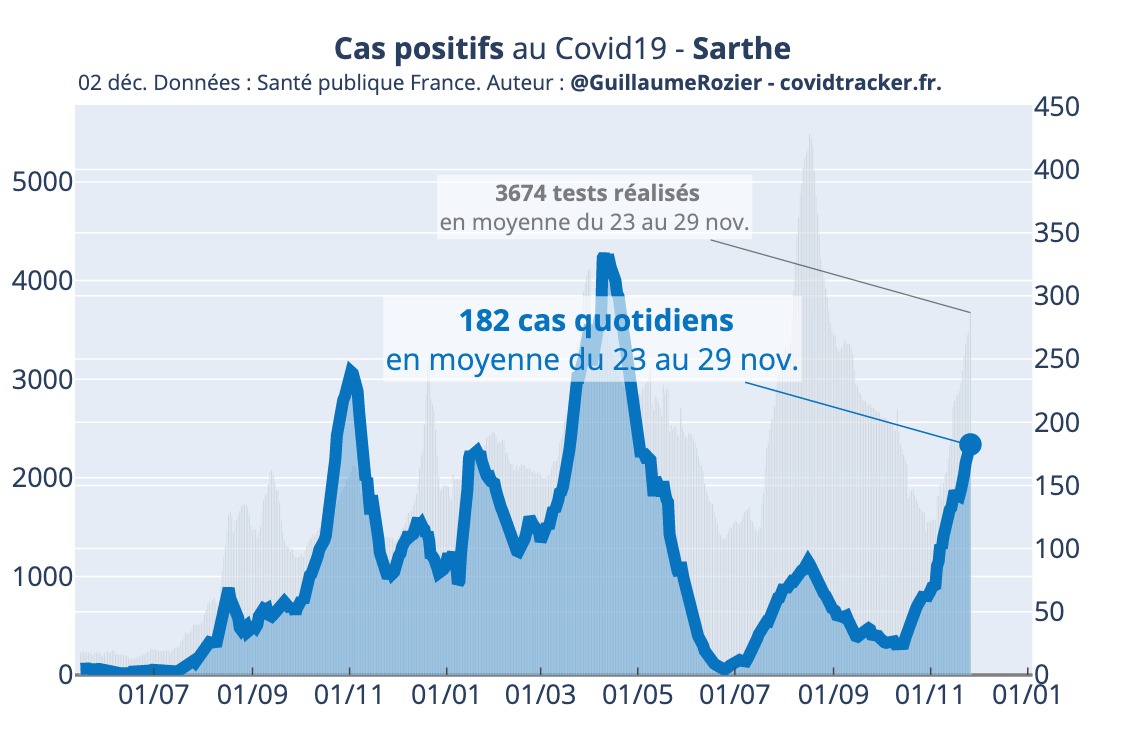 Cas positifs au Covid19 - Sarthe
02 déc. Données : Santé publique France. Auteur : @GuillaumeRozier - covidtracker.fr.
450
400
5000
3674 tests réalisés
en moyenne du 23 au 29 nov.
350
4000
300
182 cas quotidiens
en moyenne du 23 au 29 nov.
250
3000
200
2000
150
100
1000
50
0
0
01/07 01/09 01/11 01/01 01/03 01/05 01/07 01/09 01/11 01/01